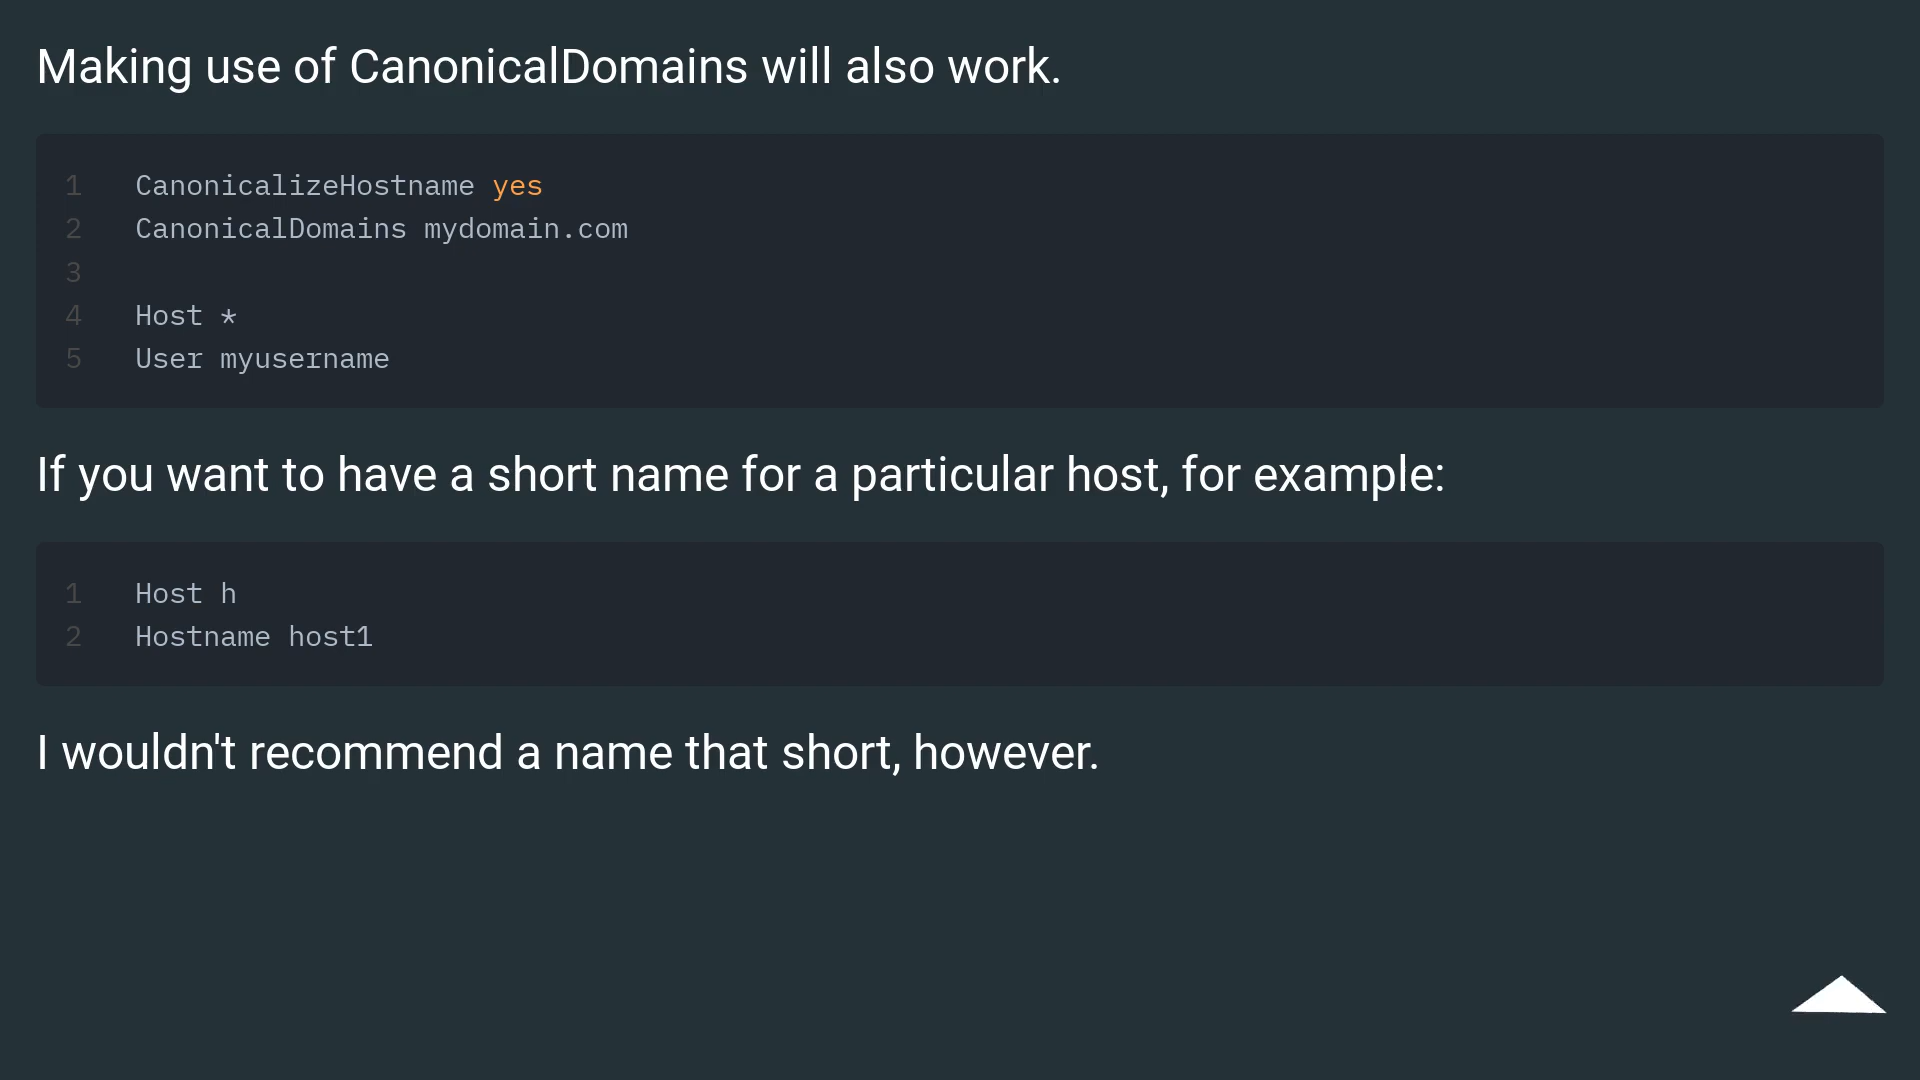 Making use of CanonicalDomains will also work.
1 CanonicalizeHostname yes
2 CanonicalDomains mydomain.com
3
4 Host *
5 User myusername
If you want to have a short name for a particular host, for example:
1 Host h
2 Hostname host1
I wouldn't recommend a name that short, however.